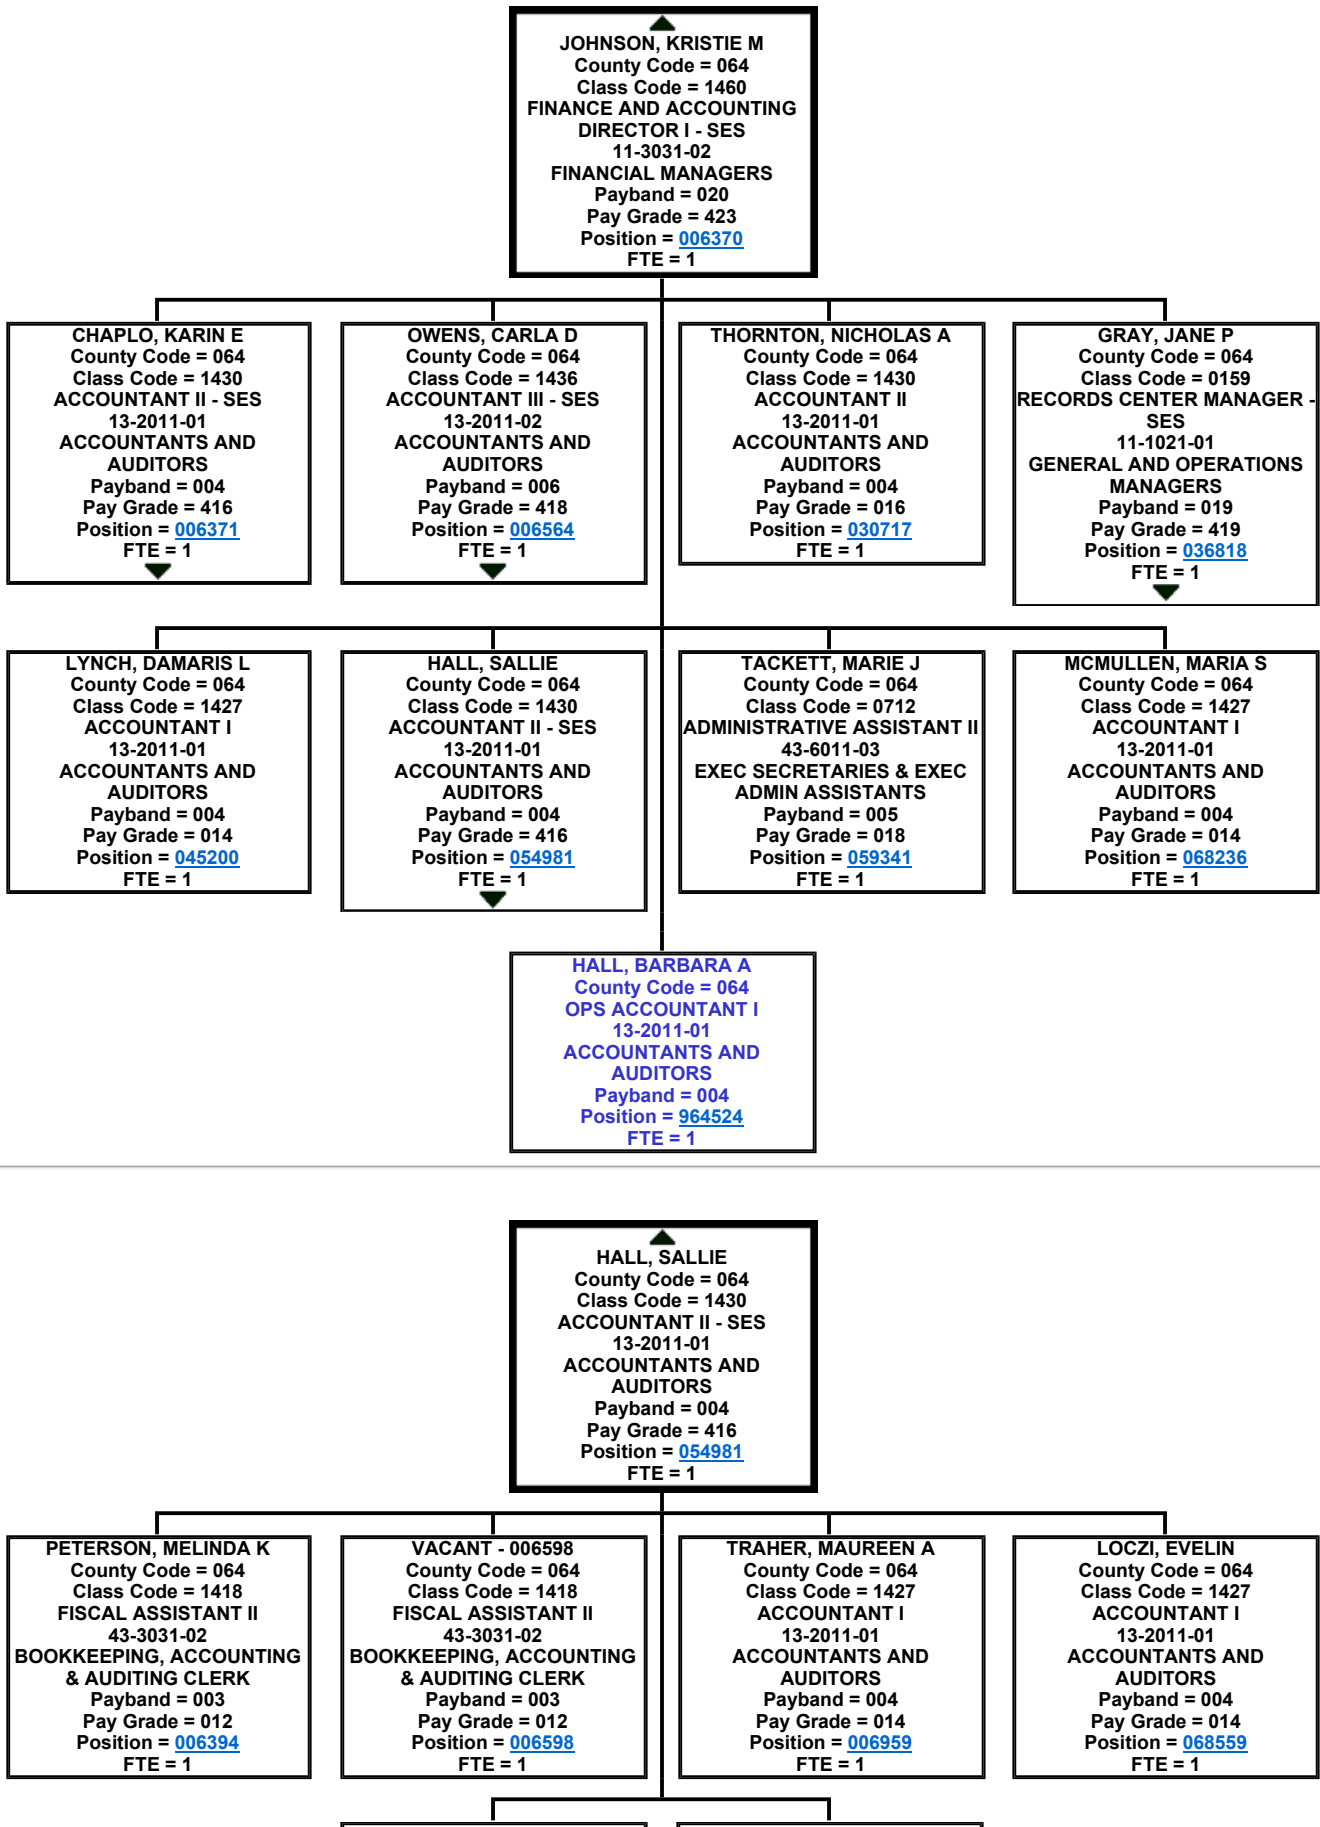 JOHNSON, KRISTIE M
County Code = 064
Class Code = 1460
FINANCE AND ACCOUNTING
DIRECTOR I - SES
11-3031-02
FINANCIAL MANAGERS
Payband = 020
Pay Grade = 423
Position = 006370
FTE = 1
CHAPLO, KARIN E
County Code = 064
Class Code = 1430
ACCOUNTANT II - SES
13-2011-01
ACCOUNTANTS AND
AUDITORS
Payband = 004
Pay Grade = 416
Position = 006371
FTE = 1
OWENS, CARLA D
County Code = 064
Class Code = 1436
ACCOUNTANT III - SES
13-2011-02
ACCOUNTANTS AND
AUDITORS
Payband = 006
Pay Grade = 418
Position = 006564
FTE = 1
THORNTON, NICHOLAS A
County Code = 064
Class Code = 1430
ACCOUNTANT II
13-2011-01
ACCOUNTANTS AND
AUDITORS
Payband = 004
Pay Grade = 016
Position = 030717
FTE = 1
GRAY, JANE P
County Code = 064
Class Code = 0159
RECORDS CENTER MANAGER -
SES
11-1021-01
GENERAL AND OPERATIONS
MANAGERS
Payband = 019
Pay Grade = 419
Position = 036818
FTE = 1
LYNCH, DAMARIS L
County Code = 064
Class Code = 1427
ACCOUNTANT I
13-2011-01
ACCOUNTANTS AND
AUDITORS
Payband = 004
Pay Grade = 014
Position = 045200
FTE = 1
HALL, SALLIE
County Code = 064
Class Code = 1430
ACCOUNTANT II - SES
13-2011-01
ACCOUNTANTS AND
AUDITORS
Payband = 004
Pay Grade = 416
Position = 054981
FTE = 1
TACKETT, MARIE J
County Code = 064
Class Code = 0712
ADMINISTRATIVE ASSISTANT II
43-6011-03
EXEC SECRETARIES & EXEC
ADMIN ASSISTANTS
Payband = 005
Pay Grade = 018
Position = 059341
FTE = 1
MCMULLEN, MARIA S
County Code = 064
Class Code = 1427
ACCOUNTANT I
13-2011-01
ACCOUNTANTS AND
AUDITORS
Payband = 004
Pay Grade = 014
Position = 068236
FTE = 1
HALL, BARBARA A
County Code = 064
OPS ACCOUNTANT I
13-2011-01
ACCOUNTANTS AND
AUDITORS
Payband = 004
Position = 964524
FTE = 1
HALL, SALLIE
County Code = 064
Class Code = 1430
ACCOUNTANT II - SES
13-2011-01
ACCOUNTANTS AND
AUDITORS
Payband = 004
Pay Grade = 416
Position = 054981
FTE = 1
PETERSON, MELINDA K
County Code = 064
Class Code = 1418
FISCAL ASSISTANT II
43-3031-02
BOOKKEEPING, ACCOUNTING
& AUDITING CLERK
Payband = 003
Pay Grade = 012
Position = 006394
FTE = 1
VACANT - 006598
County Code = 064
Class Code = 1418
FISCAL ASSISTANT II
43-3031-02
BOOKKEEPING, ACCOUNTING
& AUDITING CLERK
Payband = 003
Pay Grade = 012
Position = 006598
FTE = 1
TRAHER, MAUREEN A
County Code = 064
Class Code = 1427
ACCOUNTANT I
13-2011-01
ACCOUNTANTS AND
AUDITORS
Payband = 004
Pay Grade = 014
Position = 006959
FTE = 1
LOCZI, EVELIN
County Code = 064
Class Code = 1427
ACCOUNTANT I
13-2011-01
ACCOUNTANTS AND
AUDITORS
Payband = 004
Pay Grade = 014
Position = 068559
FTE = 1